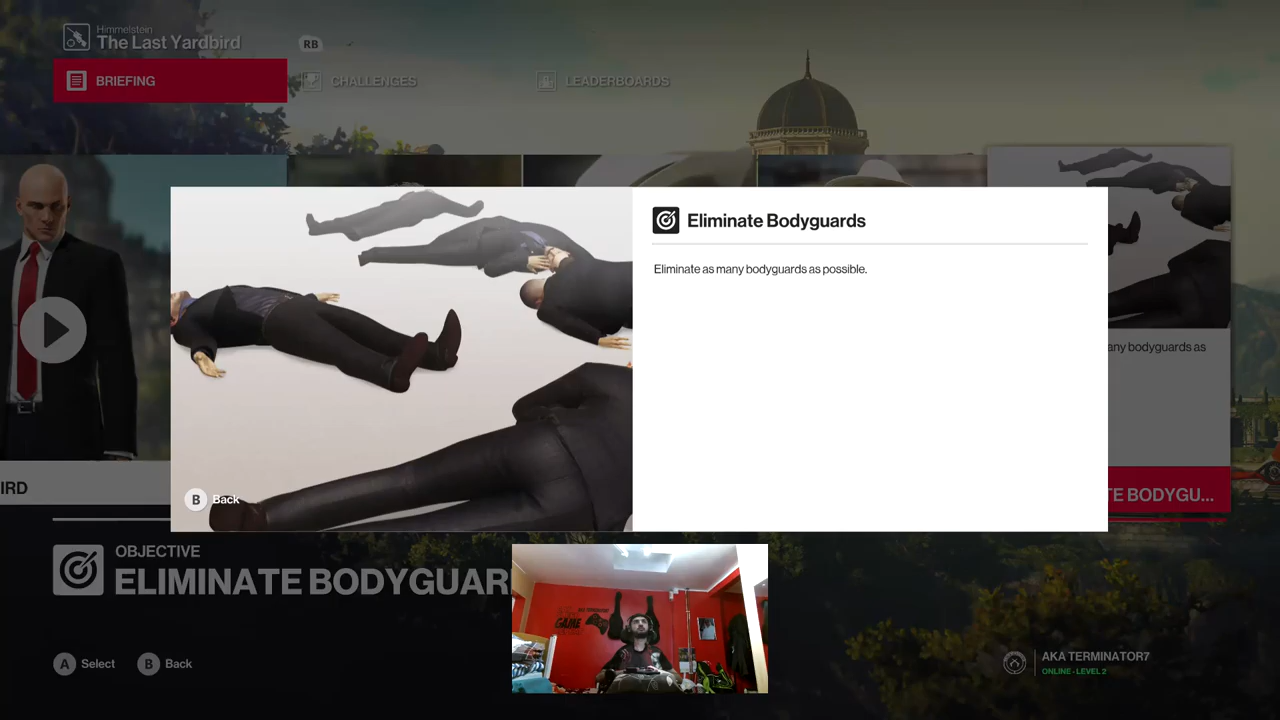 Himmelstein
The Last Yardbird
RB
BRIEFING
CHALLENGES
LEADERBOARDS
Eliminate Bodyguards
Eliminate as many bodyguards as possible.
any bodyguards as
B Back
IRD
TE BODYGU...
OBJECTIVE
ELIMINATE BODYGUAR
GAME
A Select
B Back
AKA TERMINATOR7
ONLINE - LEVEL 2